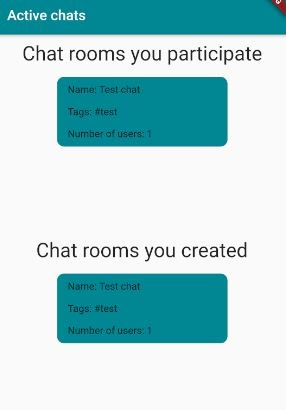 Active chats
Chat rooms you participate
Name: Test chat
Tags: #test
Number of users: 1
Chat rooms you created
Name: Test chat
Tags: #test
Number of users: 1